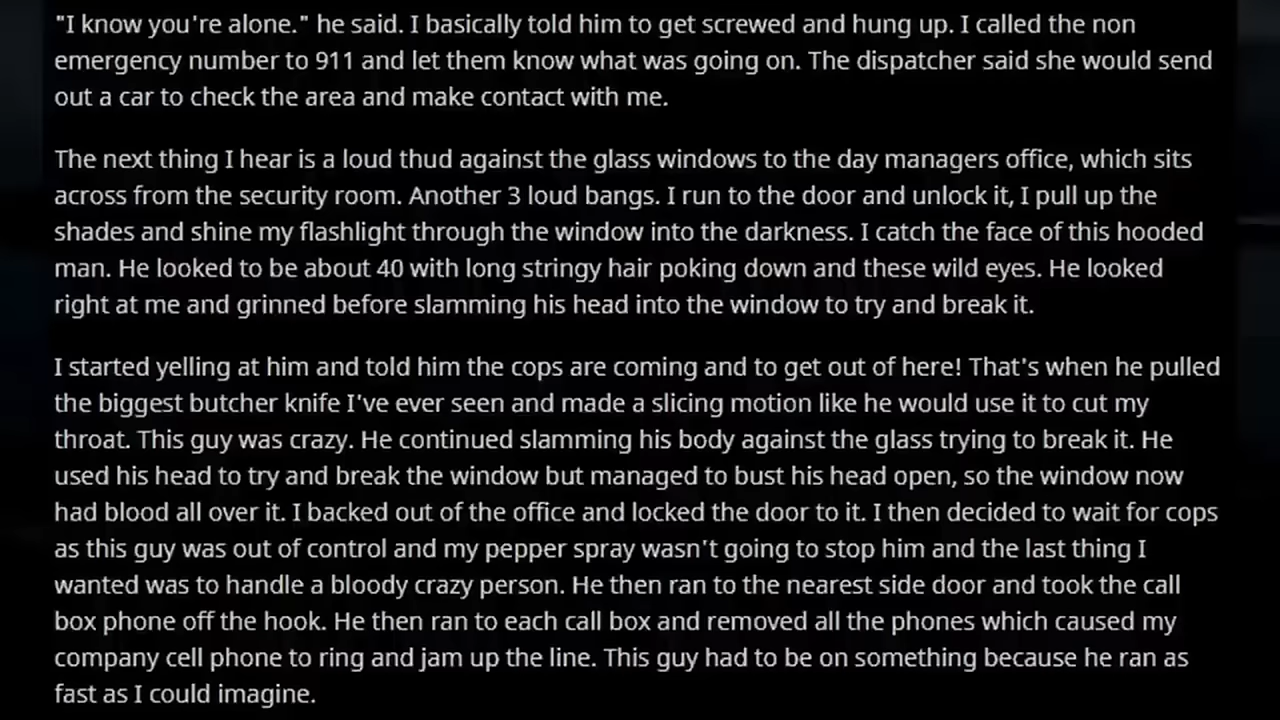 "I know you're alone." he said. I basically told him to get screwed and hung up. I called the non
emergency number to 911 and let them know what was going on. The dispatcher said she would send
out a car to check the area and make contact with me.
The next thing I hear is a loud thud against the glass windows to the day managers office, which sits
across from the security room. Another 3 loud bangs. I run to the door and unlock it, I pull up the
shades and shine my flashlight through the window into the darkness. I catch the face of this hooded
man. He looked to be about 40 with long stringy hair poking down and these wild eyes. He looked
right at me and grinned before slamming his head into the window to try and break it.
I started yelling at him and told him the cops are coming and to get out of here! That's when he pulled
the biggest butcher knife I've ever seen and made a slicing motion like he would use it to cut my
throat. This guy was crazy. He continued slamming his body against the glass trying to break it. He
used his head to try and break the window but managed to bust his head open, so the window now
had blood all over it. I backed out of the office and locked the door to it. I then decided to wait for cops
as this guy was out of control and my pepper spray wasn't going to stop him and the last thing I
wanted was to handle a bloody crazy person. He then ran to the nearest side door and took the call
box phone off the hook. He then ran to each call box and removed all the phones which caused my
company cell phone to ring and jam up the line. This guy had to be on something because he ran as
fast as I could imagine.